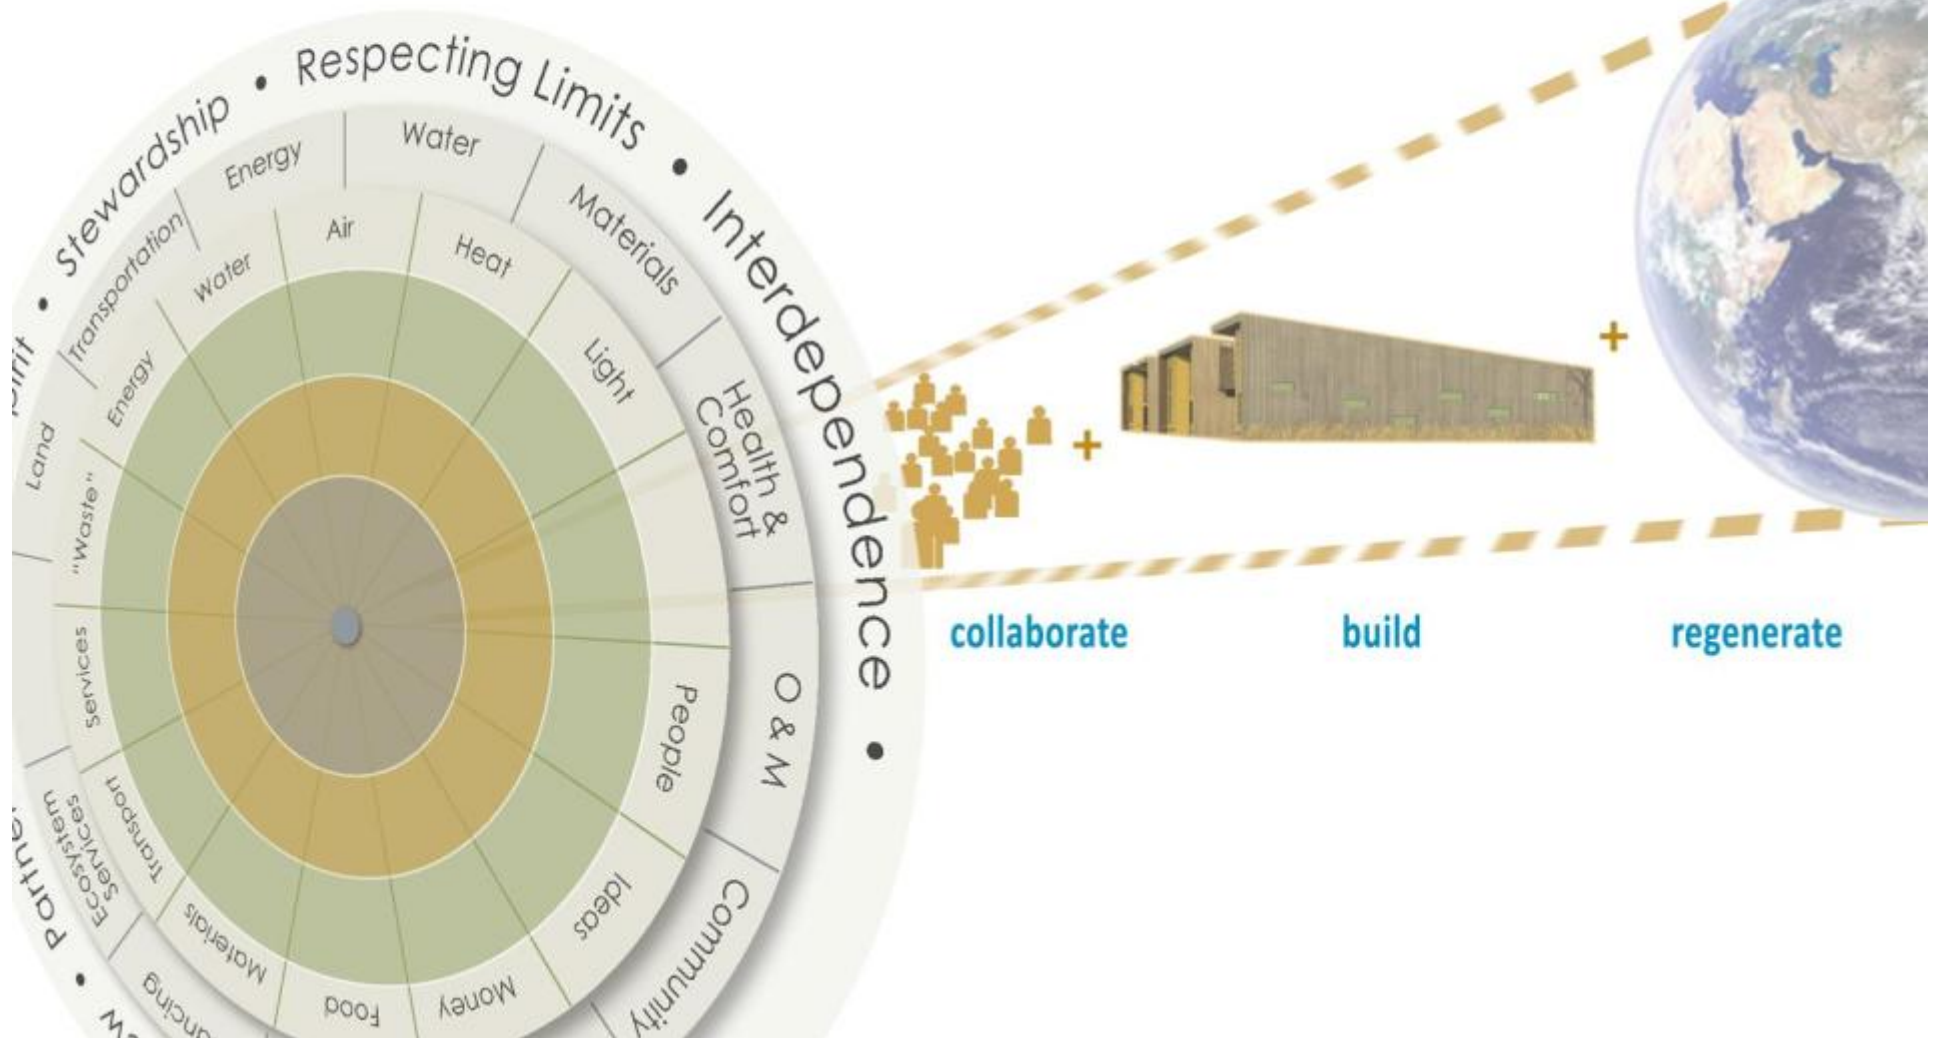 Stewardship • Respecting Limits • Interdependence •
Land
Transportation
Energy
Water
Materials
Health &
Comfort
O & M
Community
Ecosystem
Services
"Waste"
Energy
Water
Air
Heat
Light
People
Ideas
Money
Food
Materials
Transport
Services
+
+
collaborate
build
regenerate